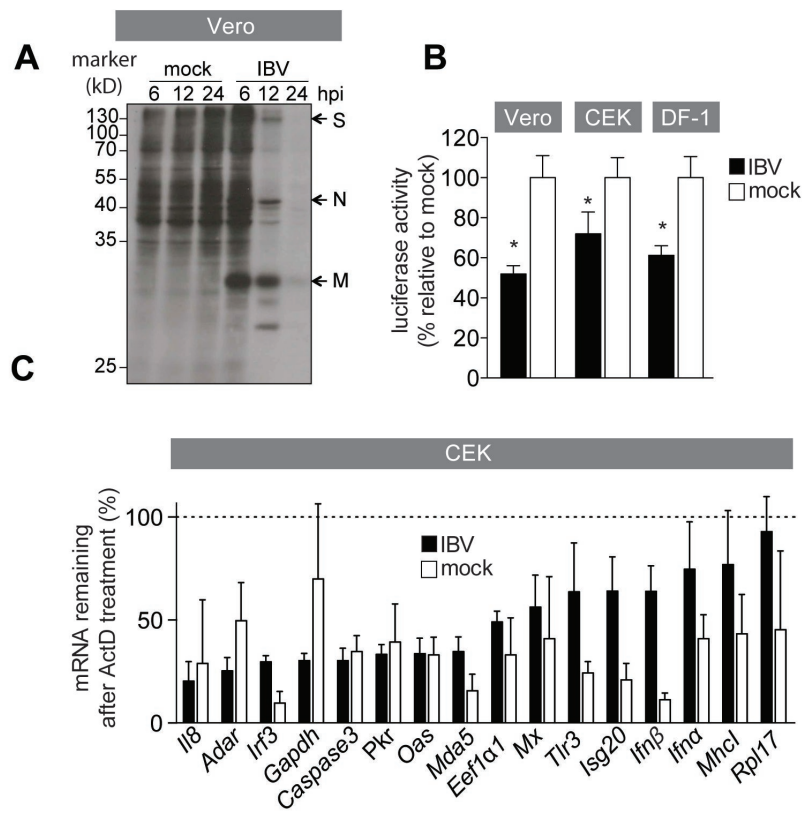 Vero
A
marker
(kD)
mock IBV
6 12 24 6 12 24 hpi
130
100
70
55
40
35
25
S
N
M
B
Vero CEK DF-1
luciferase activity
(% relative to mock)
120
100
80
60
40
20
0
* * *
IBV
mock
C
CEK
mRNA remaining
after ActD treatment (%)
100
50
0
IBV
mock
Il8 Adar Irf3 Gapdh Caspase3 Pkr Oas Mda5 Eef1α1 Mx Tlr3 Isg20 Ifnβ Ifnα MhcI Rpl17